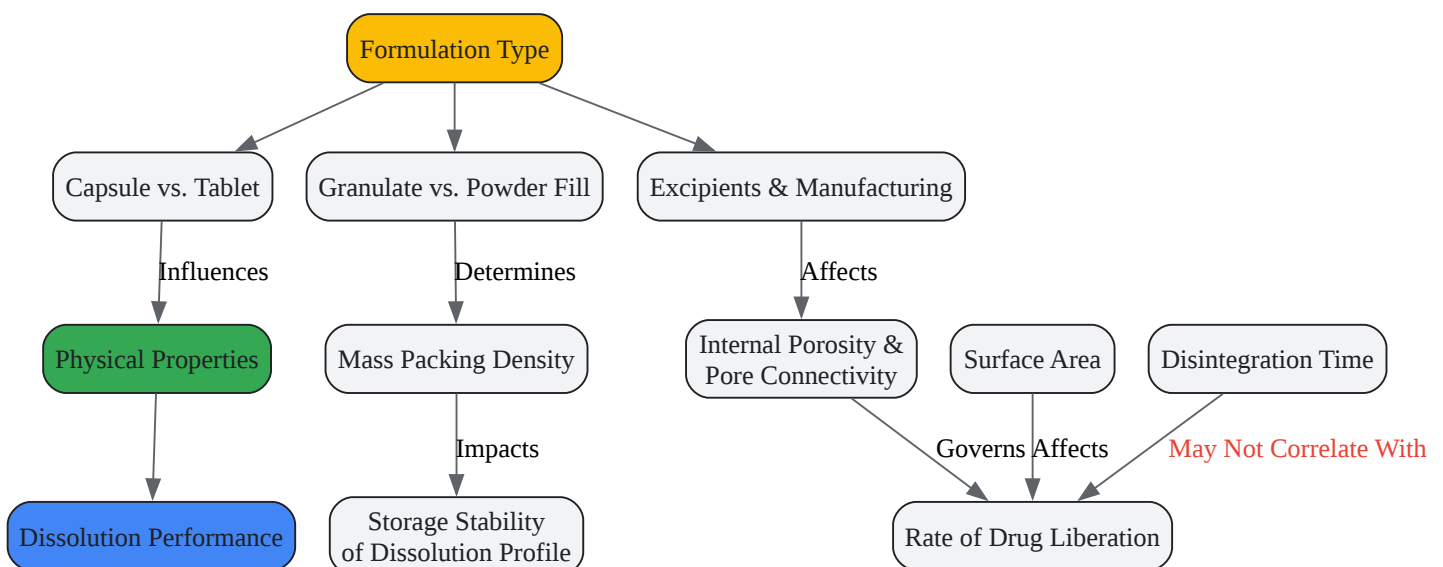 Formulation Type
Capsule vs. Tablet
Granulate vs. Powder Fill
Excipients & Manufacturing
Influences
Determines
Affects
Physical Properties
Mass Packing Density
Internal Porosity &
Pore Connectivity
Surface Area
Disintegration Time
Impacts
Governs
Affects
May Not Correlate With
Dissolution Performance
Storage Stability
of Dissolution Profile
Rate of Drug Liberation